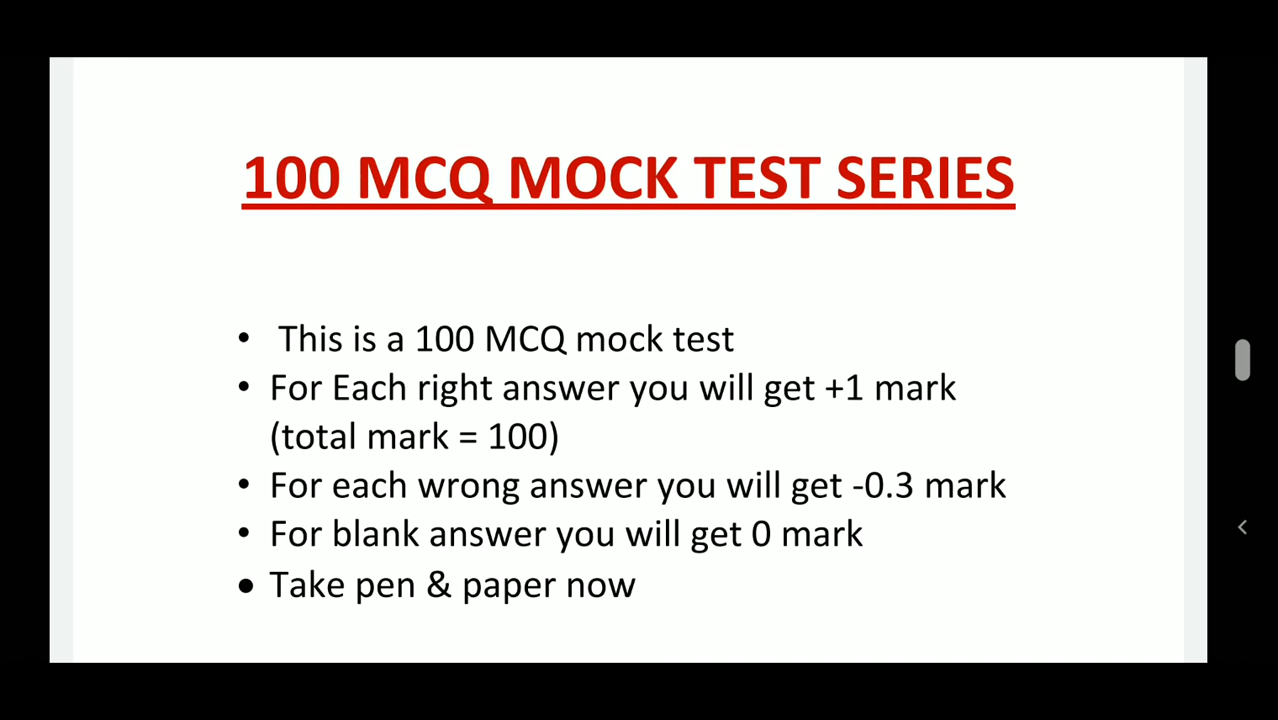 100 MCQ MOCK TEST SERIES
• This is a 100 MCQ mock test
• For Each right answer you will get +1 mark
(total mark = 100)
• For each wrong answer you will get -0.3 mark
• For blank answer you will get 0 mark
• Take pen & paper now